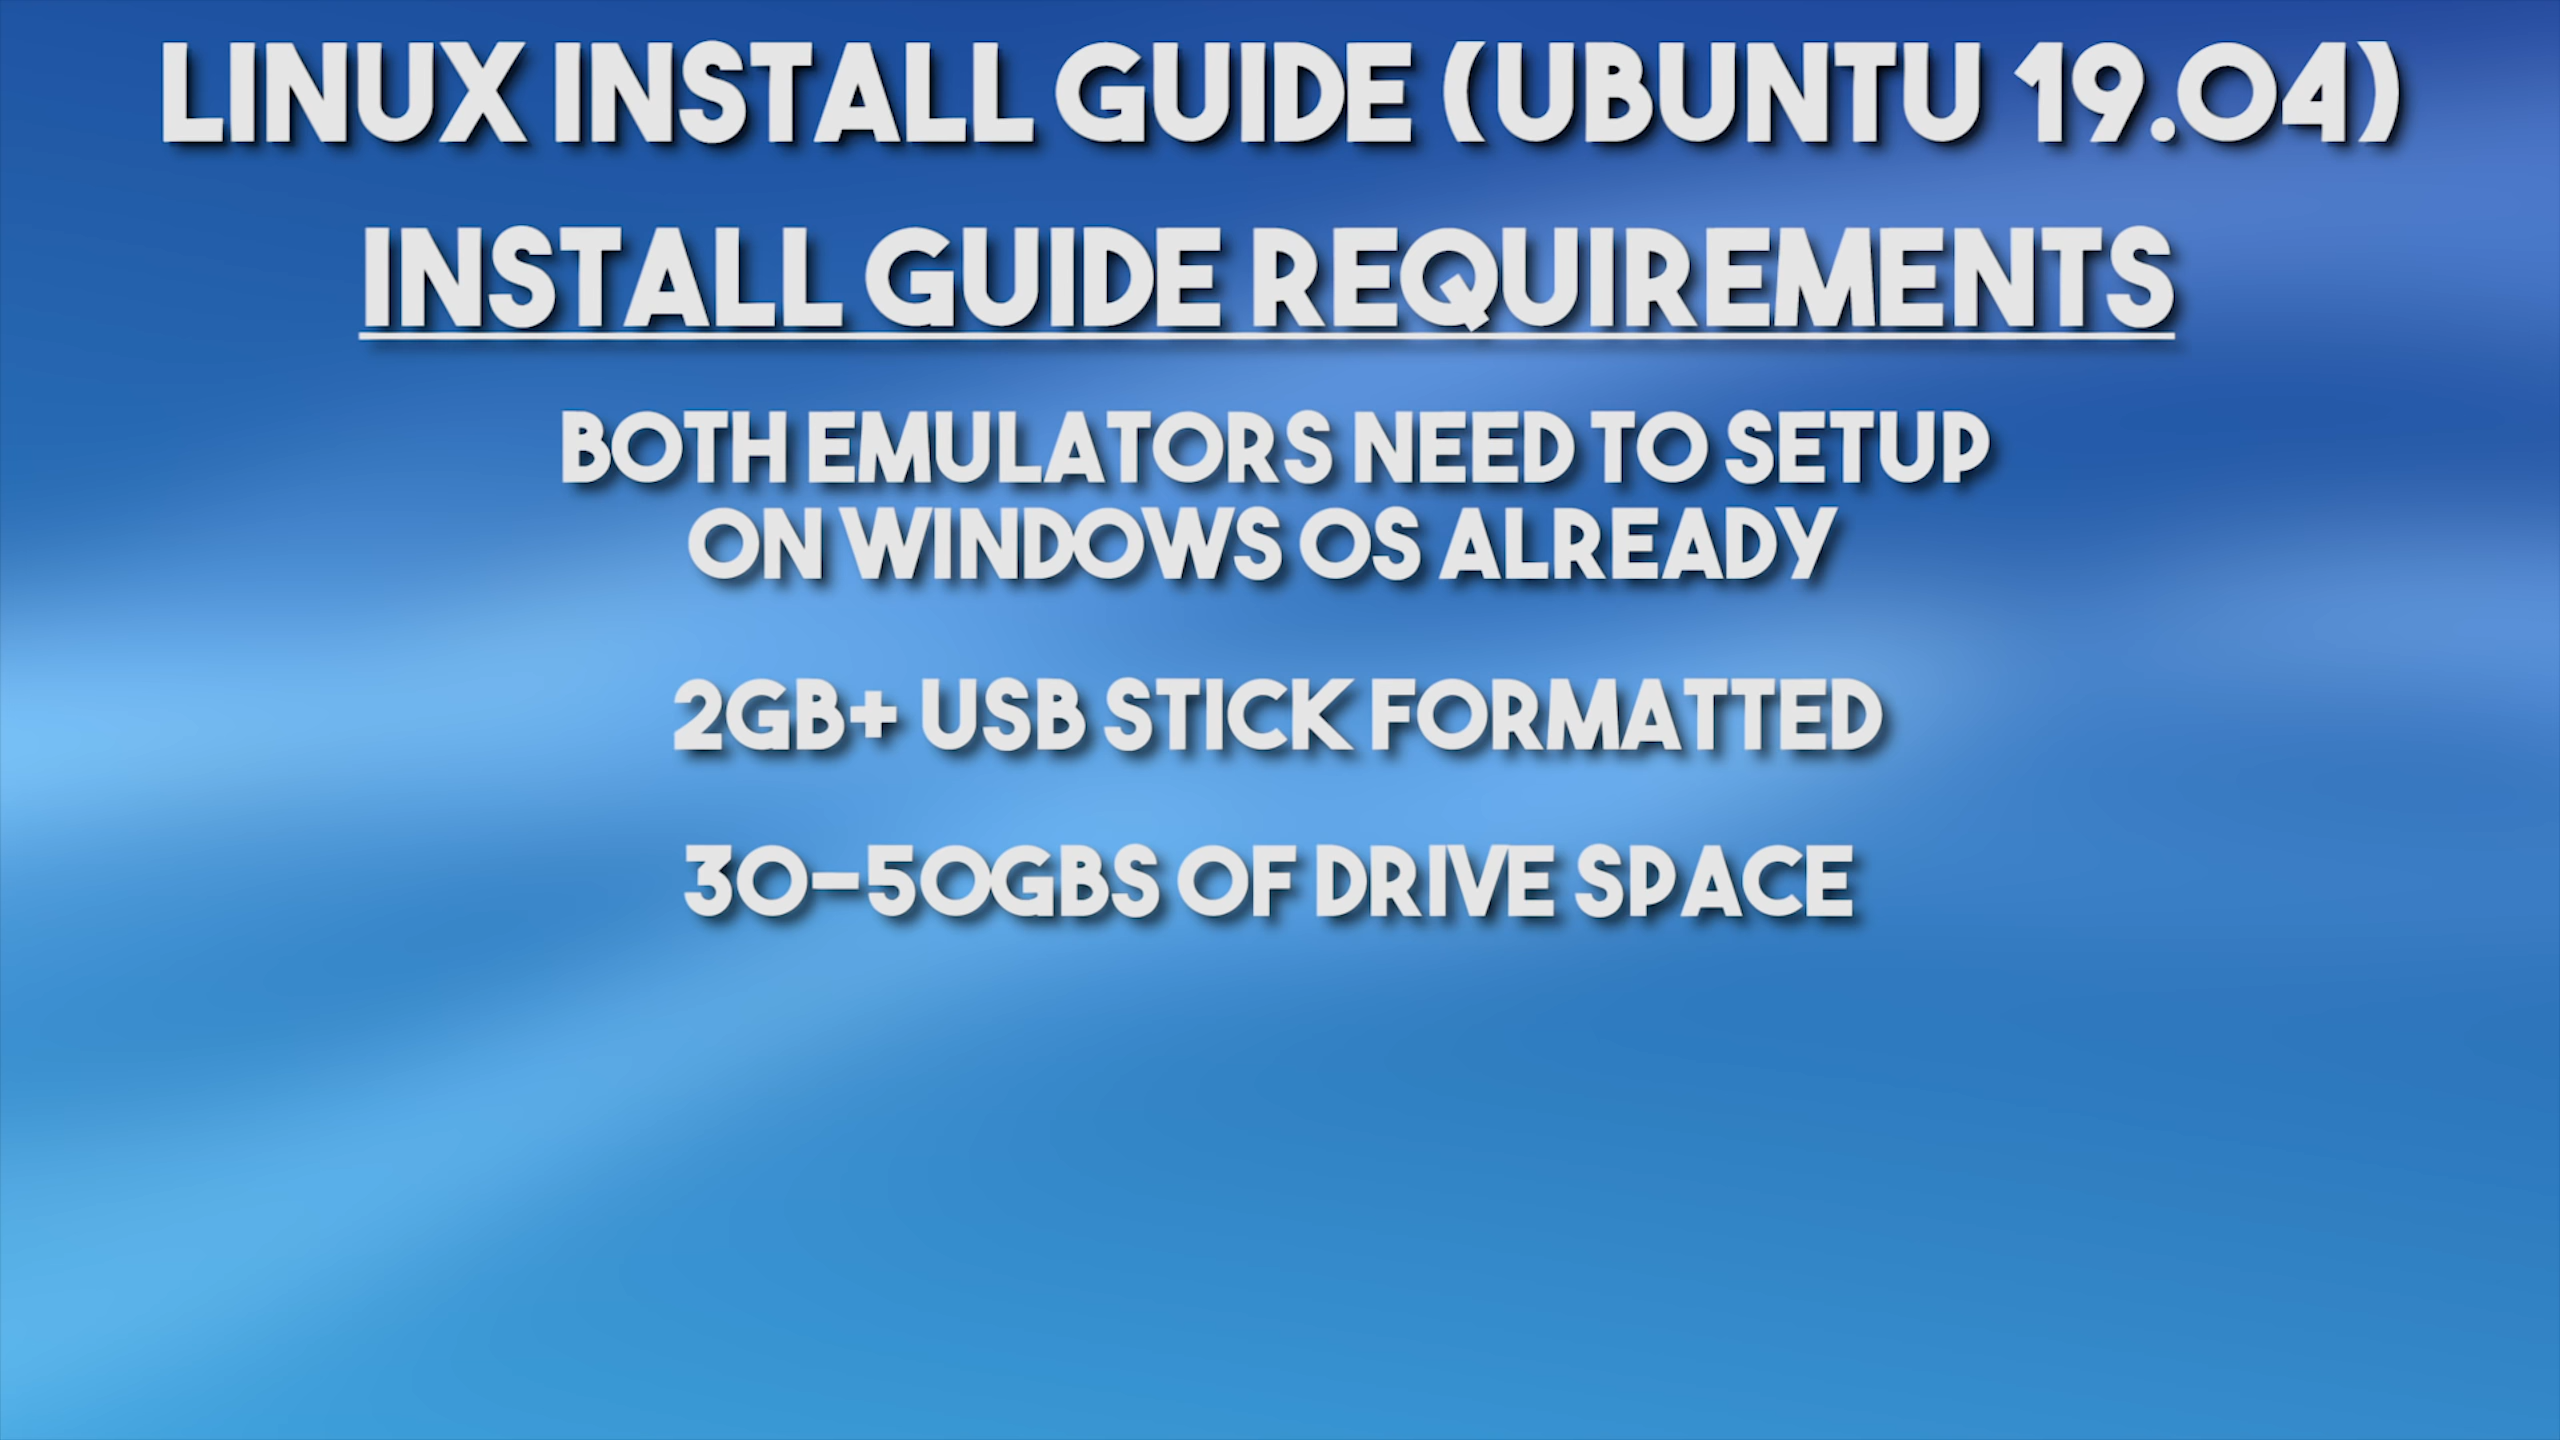 LINUX INSTALL GUIDE (UBUNTU 19.04)
INSTALL GUIDE REQUIREMENTS
BOTH EMULATORS NEED TO SETUP
ON WINDOWS OS ALREADY
2GB+ USB STICK FORMATTED
30-50GBS OF DRIVE SPACE